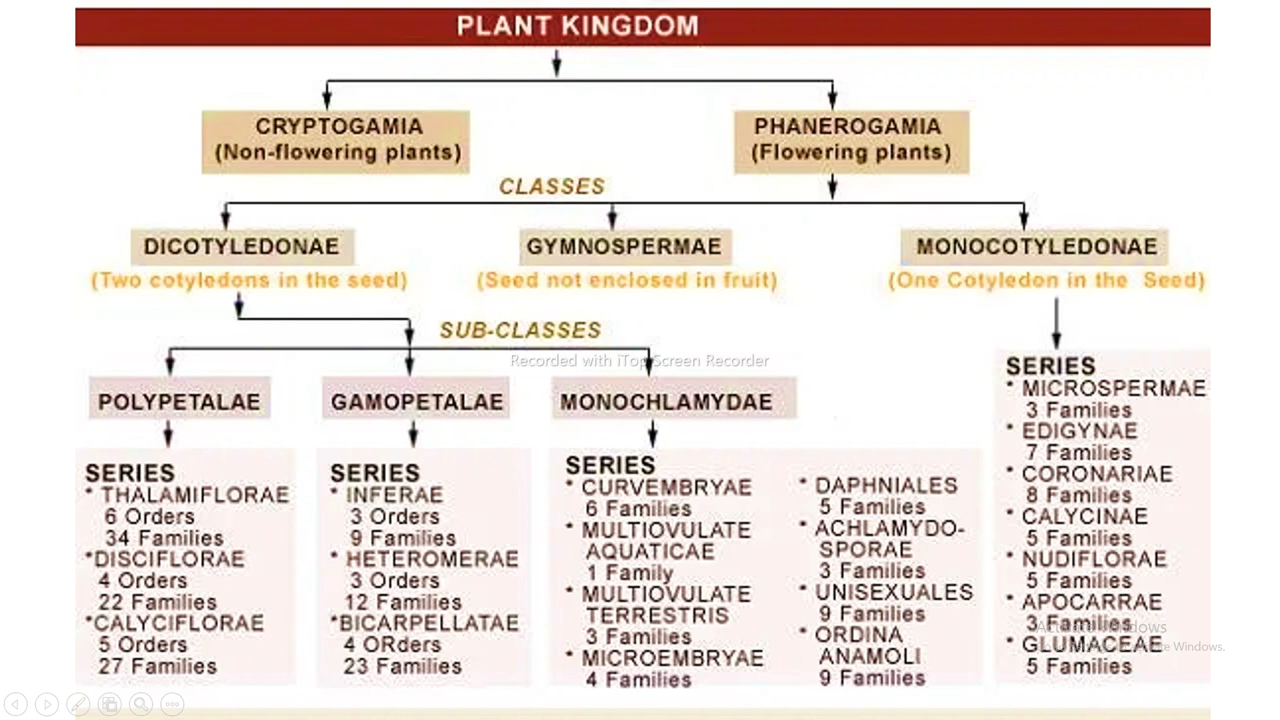 PLANT KINGDOM
CRYPTOGAMIA
(Non-flowering plants)
PHANEROGAMIA
(Flowering plants)
CLASSES
DICOTYLEDONAE
(Two cotyledons in the seed)
GYMNOSPERMAE
(Seed not enclosed in fruit)
MONOCOTYLEDONAE
(One Cotyledon in the Seed)
SUB-CLASSES
Recorded with iTop Screen Recorder
POLYPETALAE
GAMOPETALAE
MONOCHLAMYDAE
SERIES
* THALAMIFLORAE
6 Orders
34 Families
*DISCIFLORAE
4 Orders
22 Families
*CALYCIFLORAE
5 Orders
27 Families
SERIES
* INFERAE
3 Orders
9 Families
* HETEROMERAE
3 Orders
12 Families
*BICARPELLATAE
4 ORders
23 Families
SERIES
* CURVEMBRYAE
6 Families
* MULTIOVULATE
AQUATICAE
1 Family
* MULTIOVULATE
TERRESTRIS
3 Families
* MICROEMBRYAE
4 Families
* DAPHNIALES
5 Families
* ACHLAMYDO-
SPORAE
3 Families
* UNISEXUALES
9 Families
* ORDINA
ANAMOLI
9 Families
SERIES
* MICROSPERMAE
3 Families
* EDIGYNAE
7 Families
* CORONARIAE
8 Families
* CALYCINAE
5 Families
* NUDIFLORAE
5 Families
* APOCARRAE
3 Families
* GLUMACEAE
5 Families
Activate Windows
Windows.